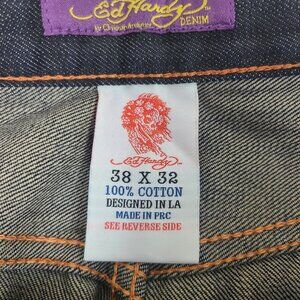 Ed Hardy
By Christian Audigier
DENIM
Ed Hardy
38 X 32
100% COTTON
DESIGNED IN LA
MADE IN PRC
SEE REVERSE SIDE